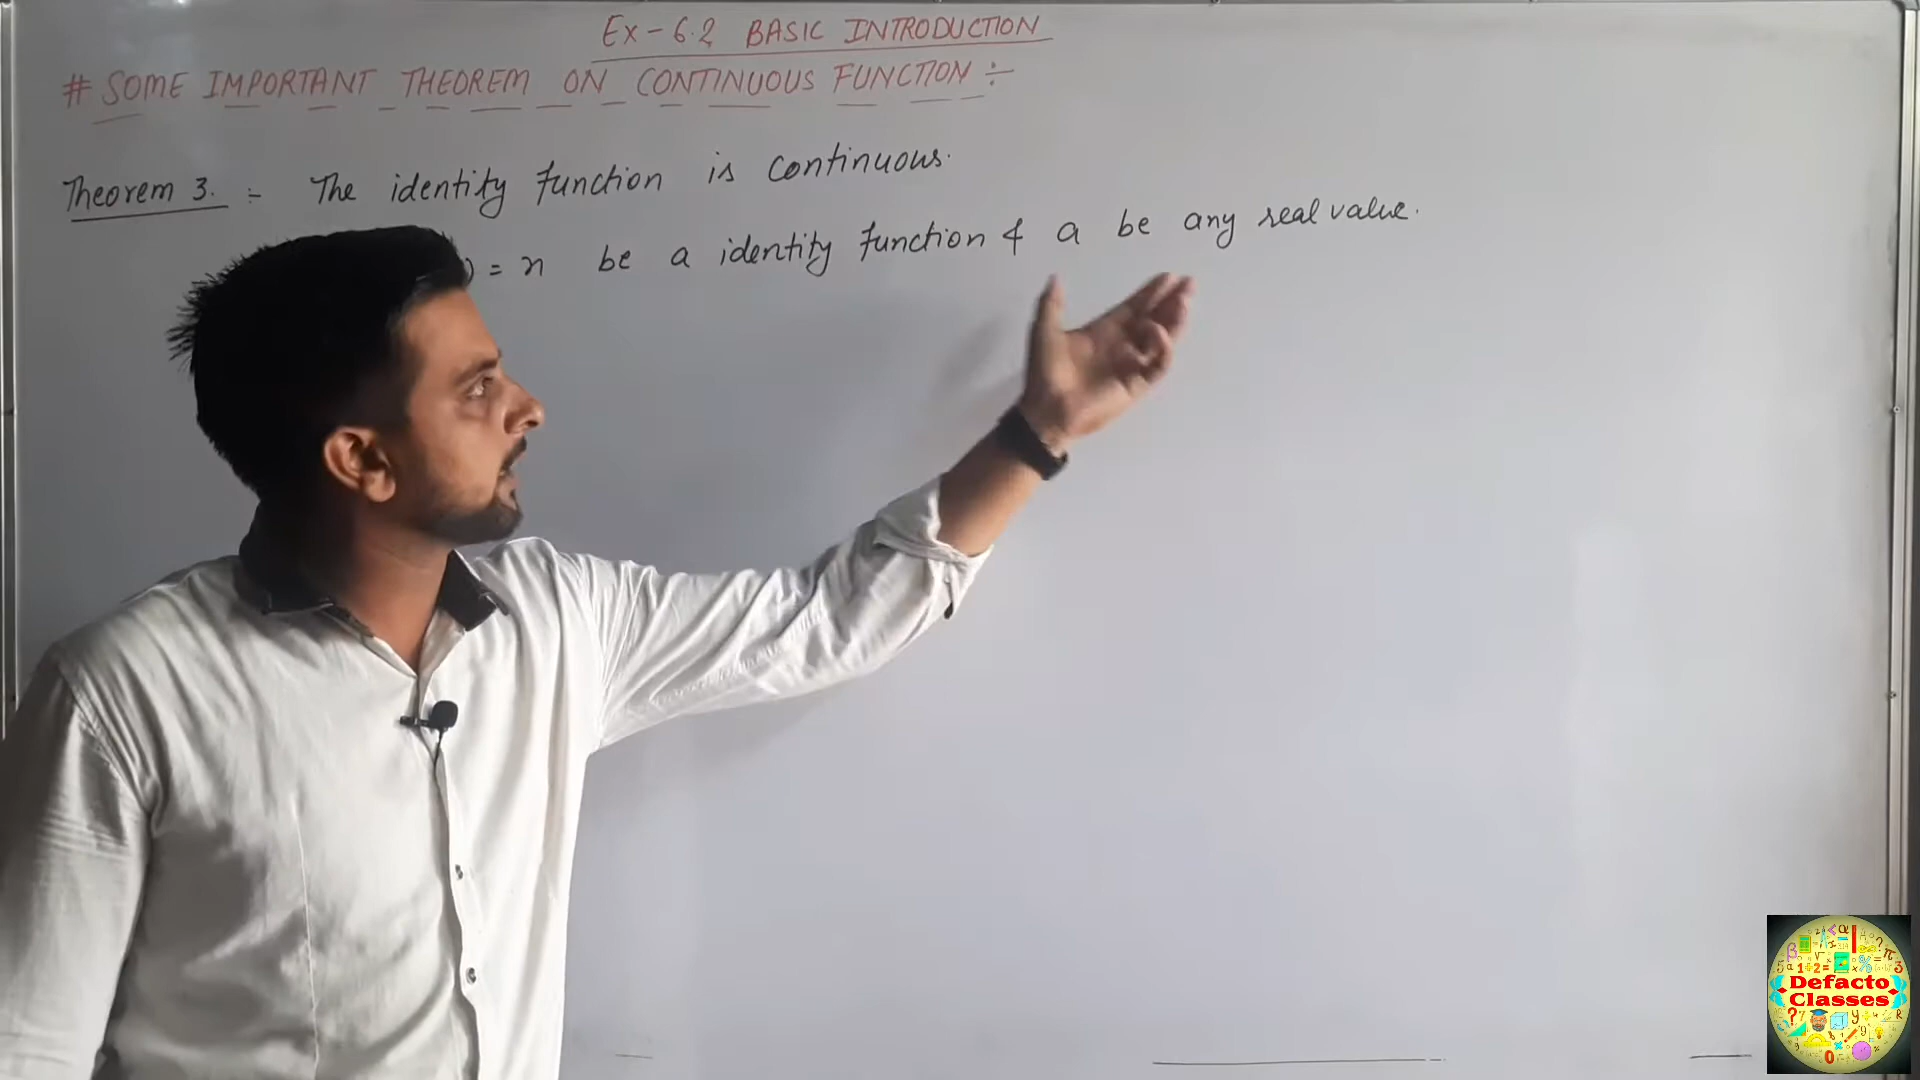 Ex - 6.2 BASIC INTRODUCTION
# SOME IMPORTANT THEOREM ON CONTINUOUS FUNCTION :-
Theorem 3. :- The identity function is continuous.
) = x be a identity function & a be any real value.
Defacto
Classes